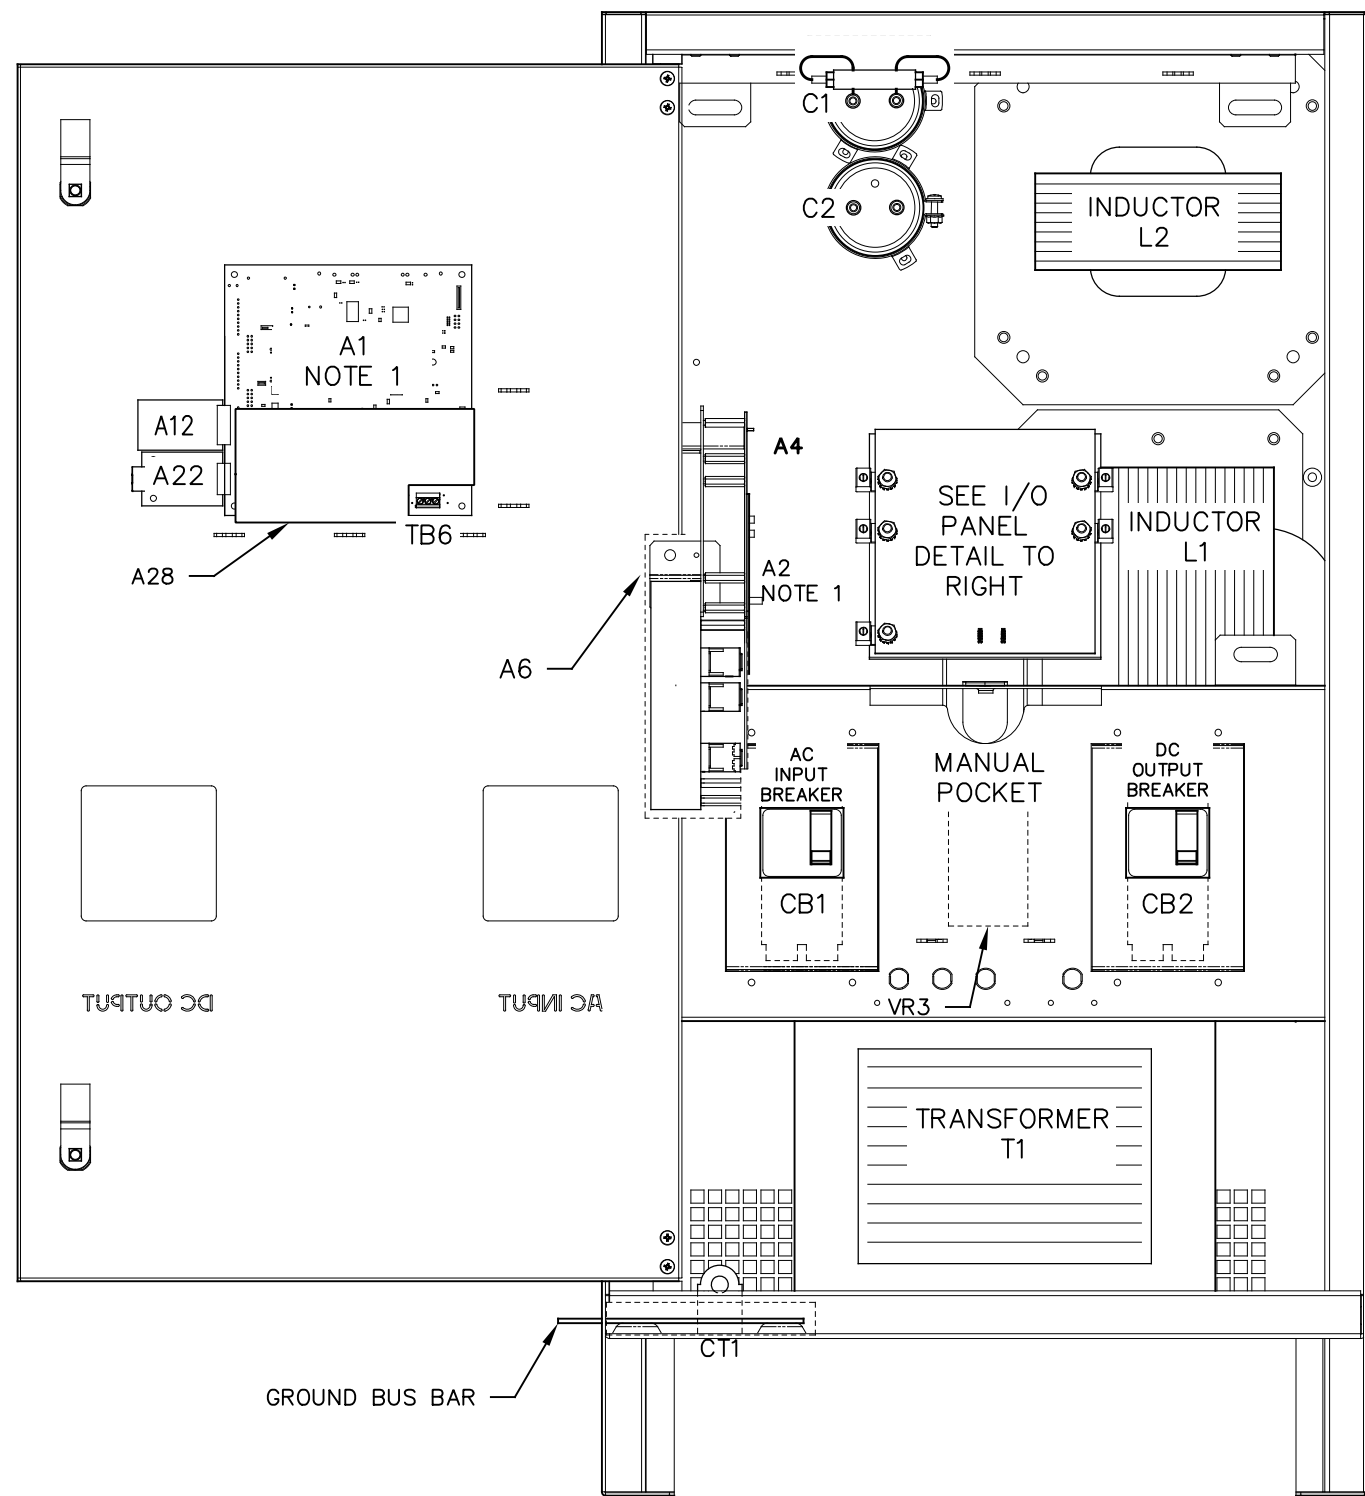 C1
C2
INDUCTOR
L2
A1
NOTE 1
A12
A22
TB6
A28
A4
SEE I/O
PANEL
DETAIL TO
RIGHT
INDUCTOR
L1
A2
NOTE 1
A6
AC
INPUT
BREAKER
MANUAL
POCKET
DC
OUTPUT
BREAKER
CB1
CB2
DC OUTPUT
AC INPUT
VR3
TRANSFORMER
T1
CT1
GROUND BUS BAR